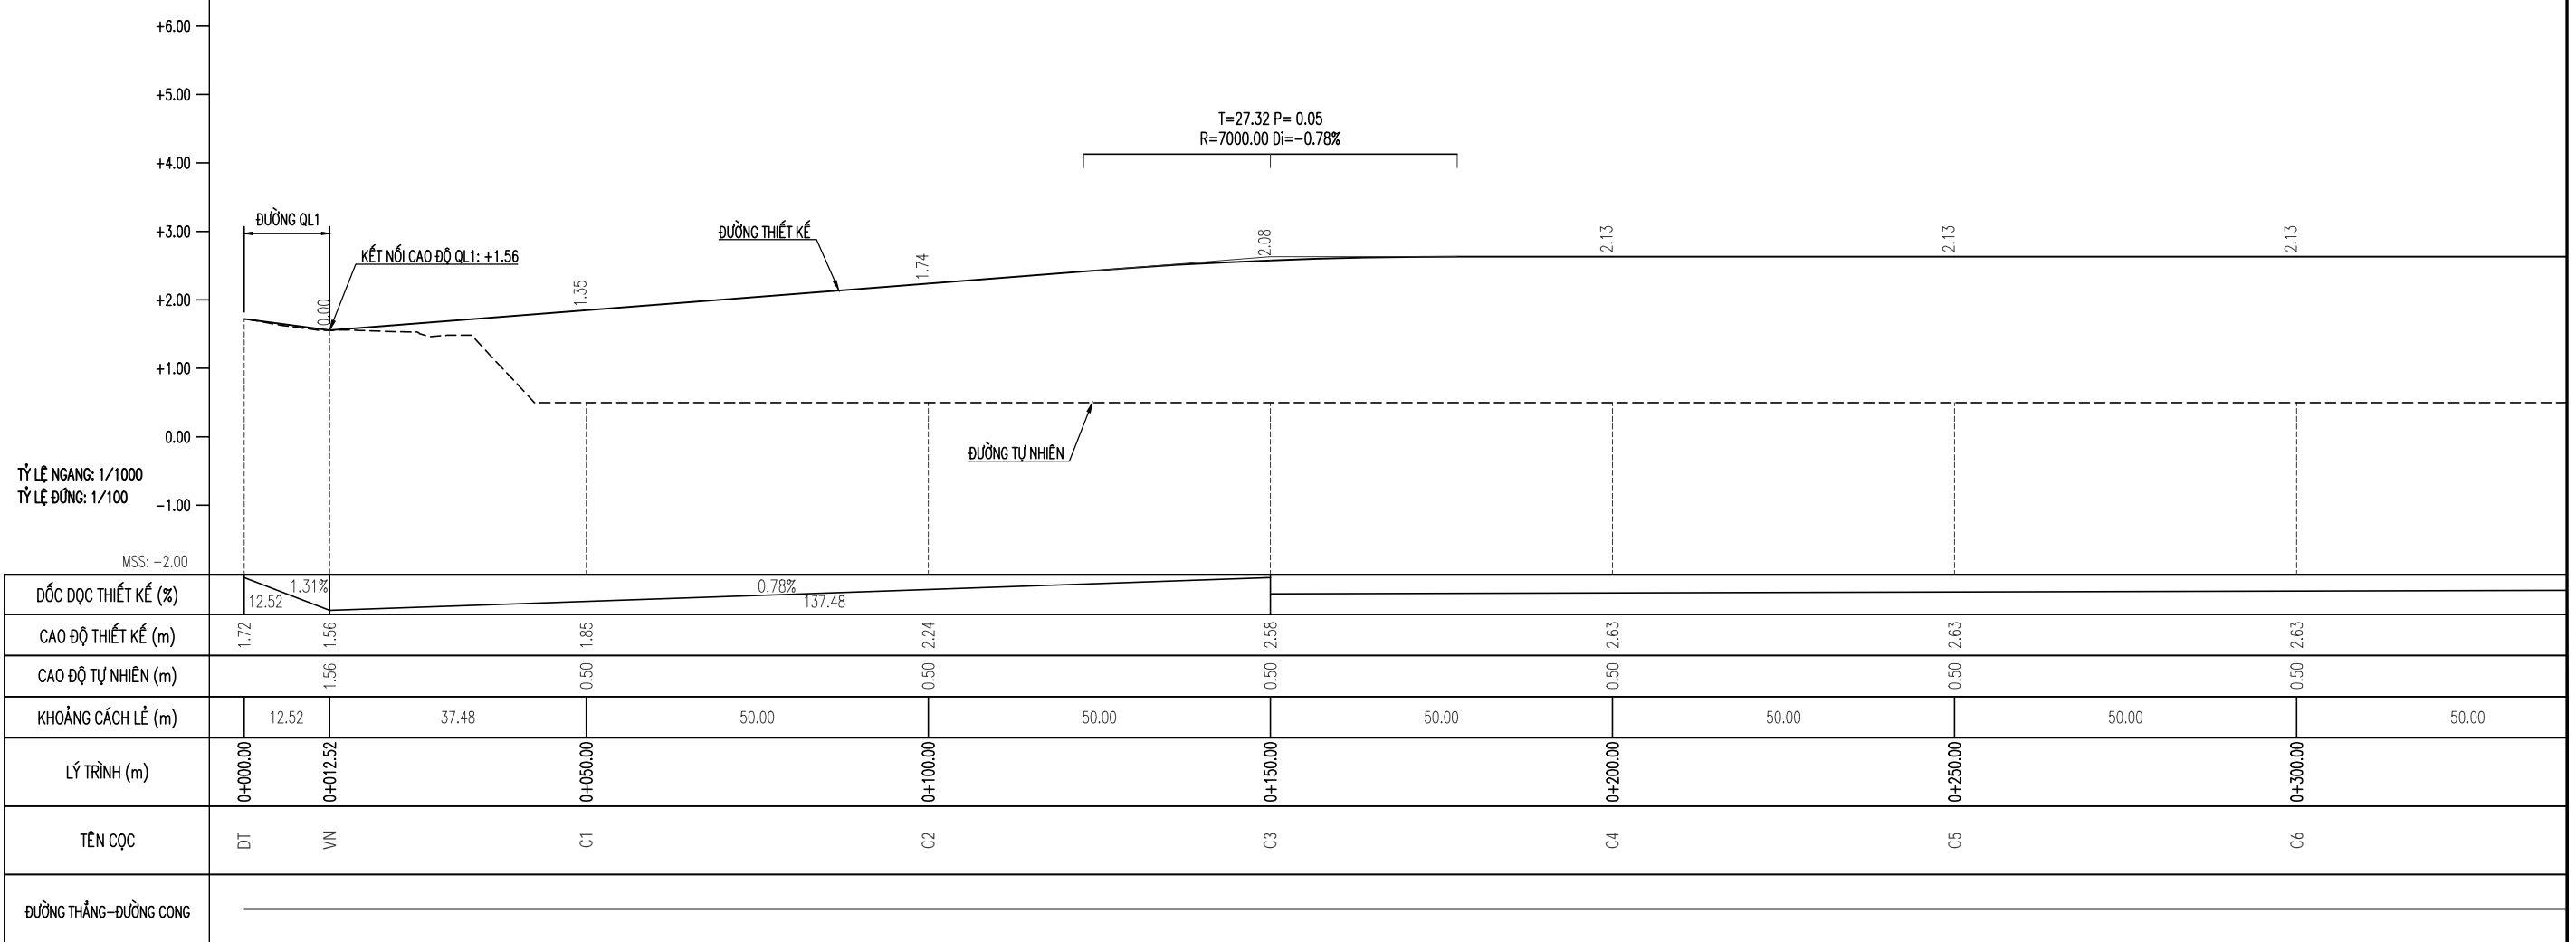 +6.00
+5.00
+4.00
+3.00
+2.00
+1.00
0.00
-1.00
T=27.32 P= 0.05
R=7000.00 Di=-0.78%
ĐƯỜNG QL1
KẾT NỐI CAO ĐỘ QL1: +1.56
ĐƯỜNG THIẾT KẾ
ĐƯỜNG TỰ NHIÊN
0.00
1.35
1.74
2.08
2.13
2.13
2.13
TỶ LỆ NGANG: 1/1000
TỶ LỆ ĐỨNG: 1/100
MSS: -2.00
DỐC DỌC THIẾT KẾ (%)
1.31%
12.52
0.78%
137.48
CAO ĐỘ THIẾT KẾ (m)
1.72
1.56
1.85
2.24
2.58
2.63
2.63
2.63
CAO ĐỘ TỰ NHIÊN (m)
1.56
0.50
0.50
0.50
0.50
0.50
0.50
KHOẢNG CÁCH LẺ (m)
12.52
37.48
50.00
50.00
50.00
50.00
50.00
50.00
LÝ TRÌNH (m)
0+000.00
0+012.52
0+050.00
0+100.00
0+150.00
0+200.00
0+250.00
0+300.00
TÊN CỌC
DT
VN
C1
C2
C3
C4
C5
C6
ĐƯỜNG THẲNG-ĐƯỜNG CONG